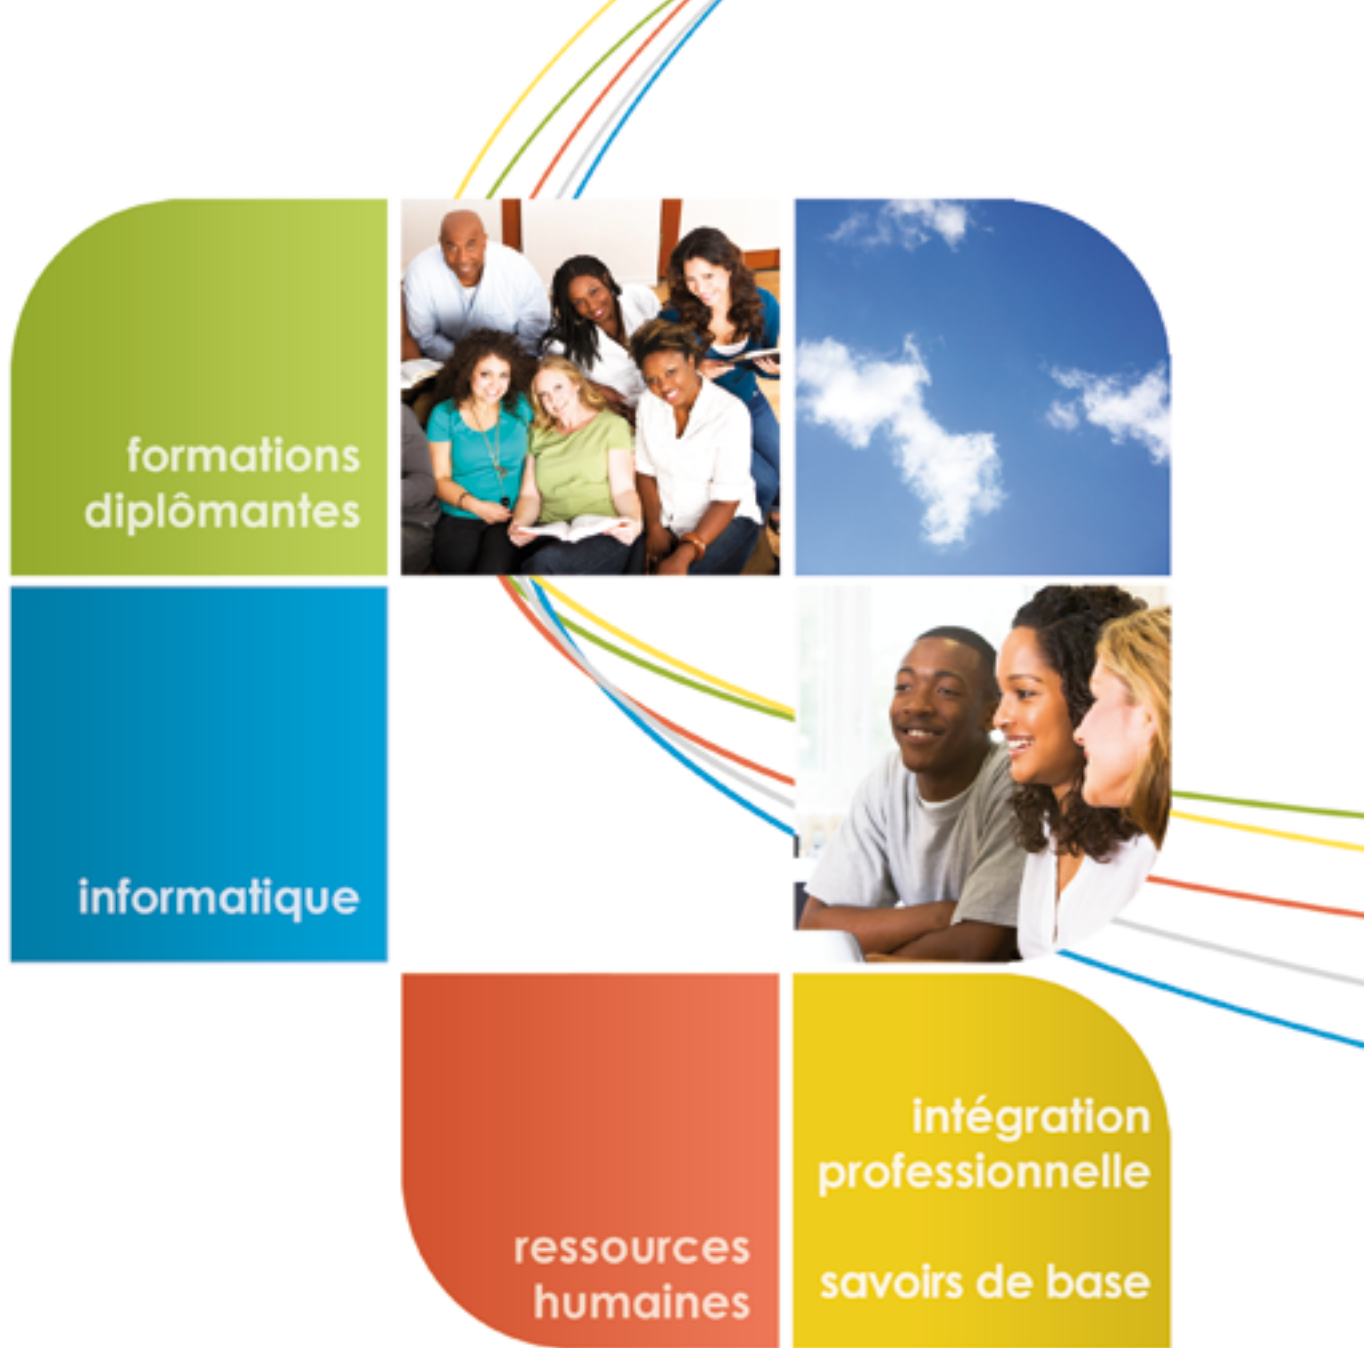 formations
diplômantes
informatique
ressources
humaines
intégration
professionnelle
savoirs de base